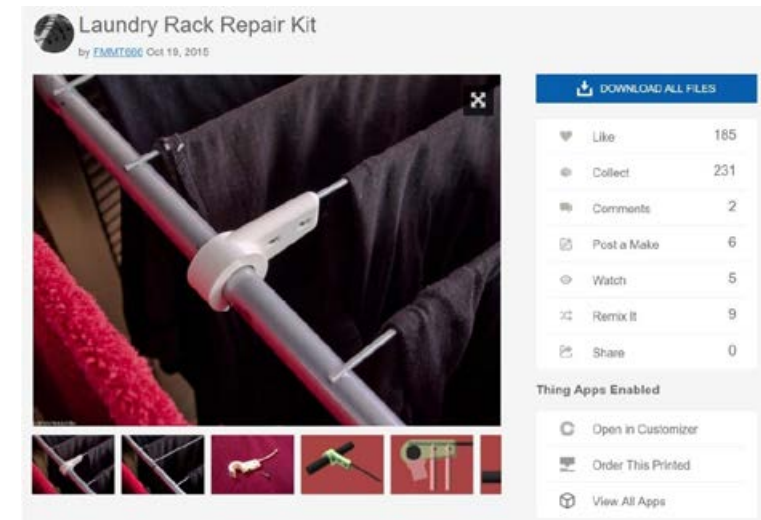 Laundry Rack Repair Kit
by FMMT666 Oct 19, 2015
DOWNLOAD ALL FILES
Like 185
Collect 231
Comments 2
Post a Make 6
Watch 5
Remix It 9
Share 0
Thing Apps Enabled
Open in Customizer
Order This Printed
View All Apps